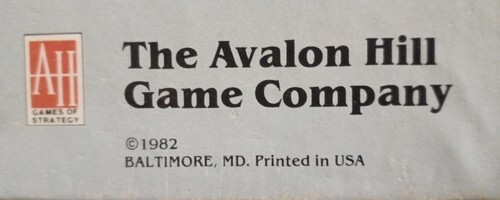 AH
GAMES OF
STRATEGY
The Avalon Hill
Game Company
©1982
BALTIMORE, MD. Printed in USA